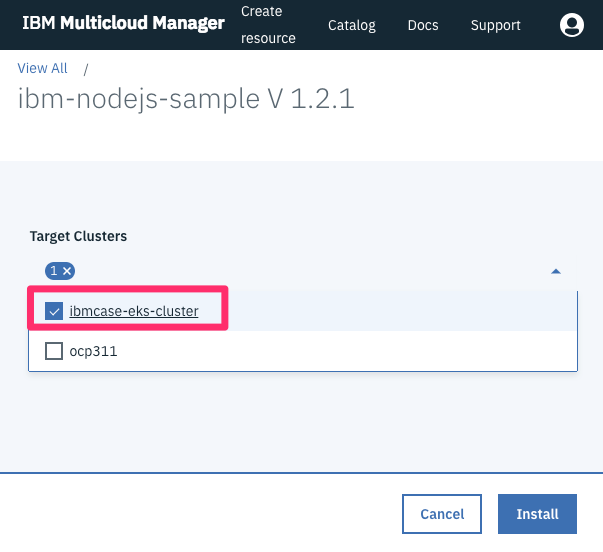 IBM Multicloud Manager
Create
resource
Catalog
Docs
Support
View All /
ibm-nodejs-sample V 1.2.1
Target Clusters
1 ×
ibmcase-eks-cluster
ocp311
Cancel
Install